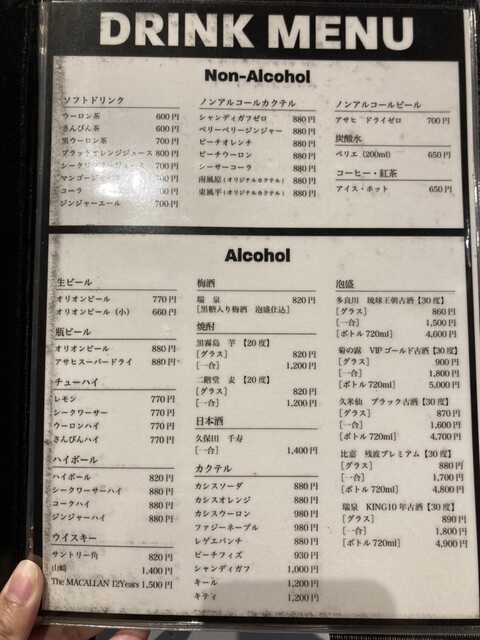 DRINK MENU
Non-Alcohol
ソフトドリンク
ウーロン茶 600円
さんぴん茶 600円
黒ウーロン茶 700円
ブラッドオレンジジュース 800円
シーク 700円
マンゴー 700円
コーラ 700円
ジンジャーエール 700円
ノンアルコールカクテル
シャンディガフゼロ 880円
ベリーベリージンジャー 880円
ピーチオレンチ 880円
ピーチウーロン 880円
シーサーコーラ 880円
南風原(オリジナルカクテル) 880円
東風平(オリジナルカクテル) 880円
ノンアルコールビール
アサヒ ドライゼロ 700円
炭酸水
ペリエ (200ml) 650円
コーヒー・紅茶
アイス・ホット 650円
Alcohol
生ビール
オリオンビール 770円
オリオンビール (小) 660円
瓶ビール
オリオンビール 880円
アサヒスーパードライ 880円
チューハイ
レモン 770円
シークワーサー 770円
ウーロンハイ 770円
さんぴんハイ 770円
ハイボール
ハイボール 820円
シークワーサーハイ 880円
コークハイ 880円
ジンジャーハイ 880円
ウイスキー
サントリー角 820円
山崎 1,400円
The MACALLAN 12Years 1,500円
梅酒
瑞 泉 820円
[黒糖入り梅酒 泡盛仕込]
焼酎
黒霧島 芋 【20度】
[グラス] 820円
[一合] 1,200円
二階堂 麦 【20度】
[グラス] 820円
[一合] 1,200円
日本酒
久保田 千寿
[一合] 1,400円
カクテル
カシスソーダ 880円
カシスオレンジ 880円
カシスウーロン 980円
ファジーネーブル 980円
レゲエパンチ 880円
ピーチフィズ 930円
シャンディガフ 1,000円
キール 1,200円
キティ 1,200円
泡盛
多良川 琉球王朝古酒【30度】
[グラス] 860円
[一合] 1,500円
[ボトル720ml] 4,600円
菊の露 VIPゴールド古酒【30度】
[グラス] 900円
[一合] 1,800円
[ボトル 720ml] 5,000円
久米仙 ブラック古酒【30度】
[グラス] 870円
[一合] 1,600円
[ボトル 720ml] 4,700円
比嘉 残波プレミアム【30度】
[グラス] 880円
[一合] 1,700円
[ボトル 720ml] 4,800円
瑞泉 KING10年古酒【30度】
[グラス] 890円
[一合] 1,800円
[ボトル 720ml] 4,900円